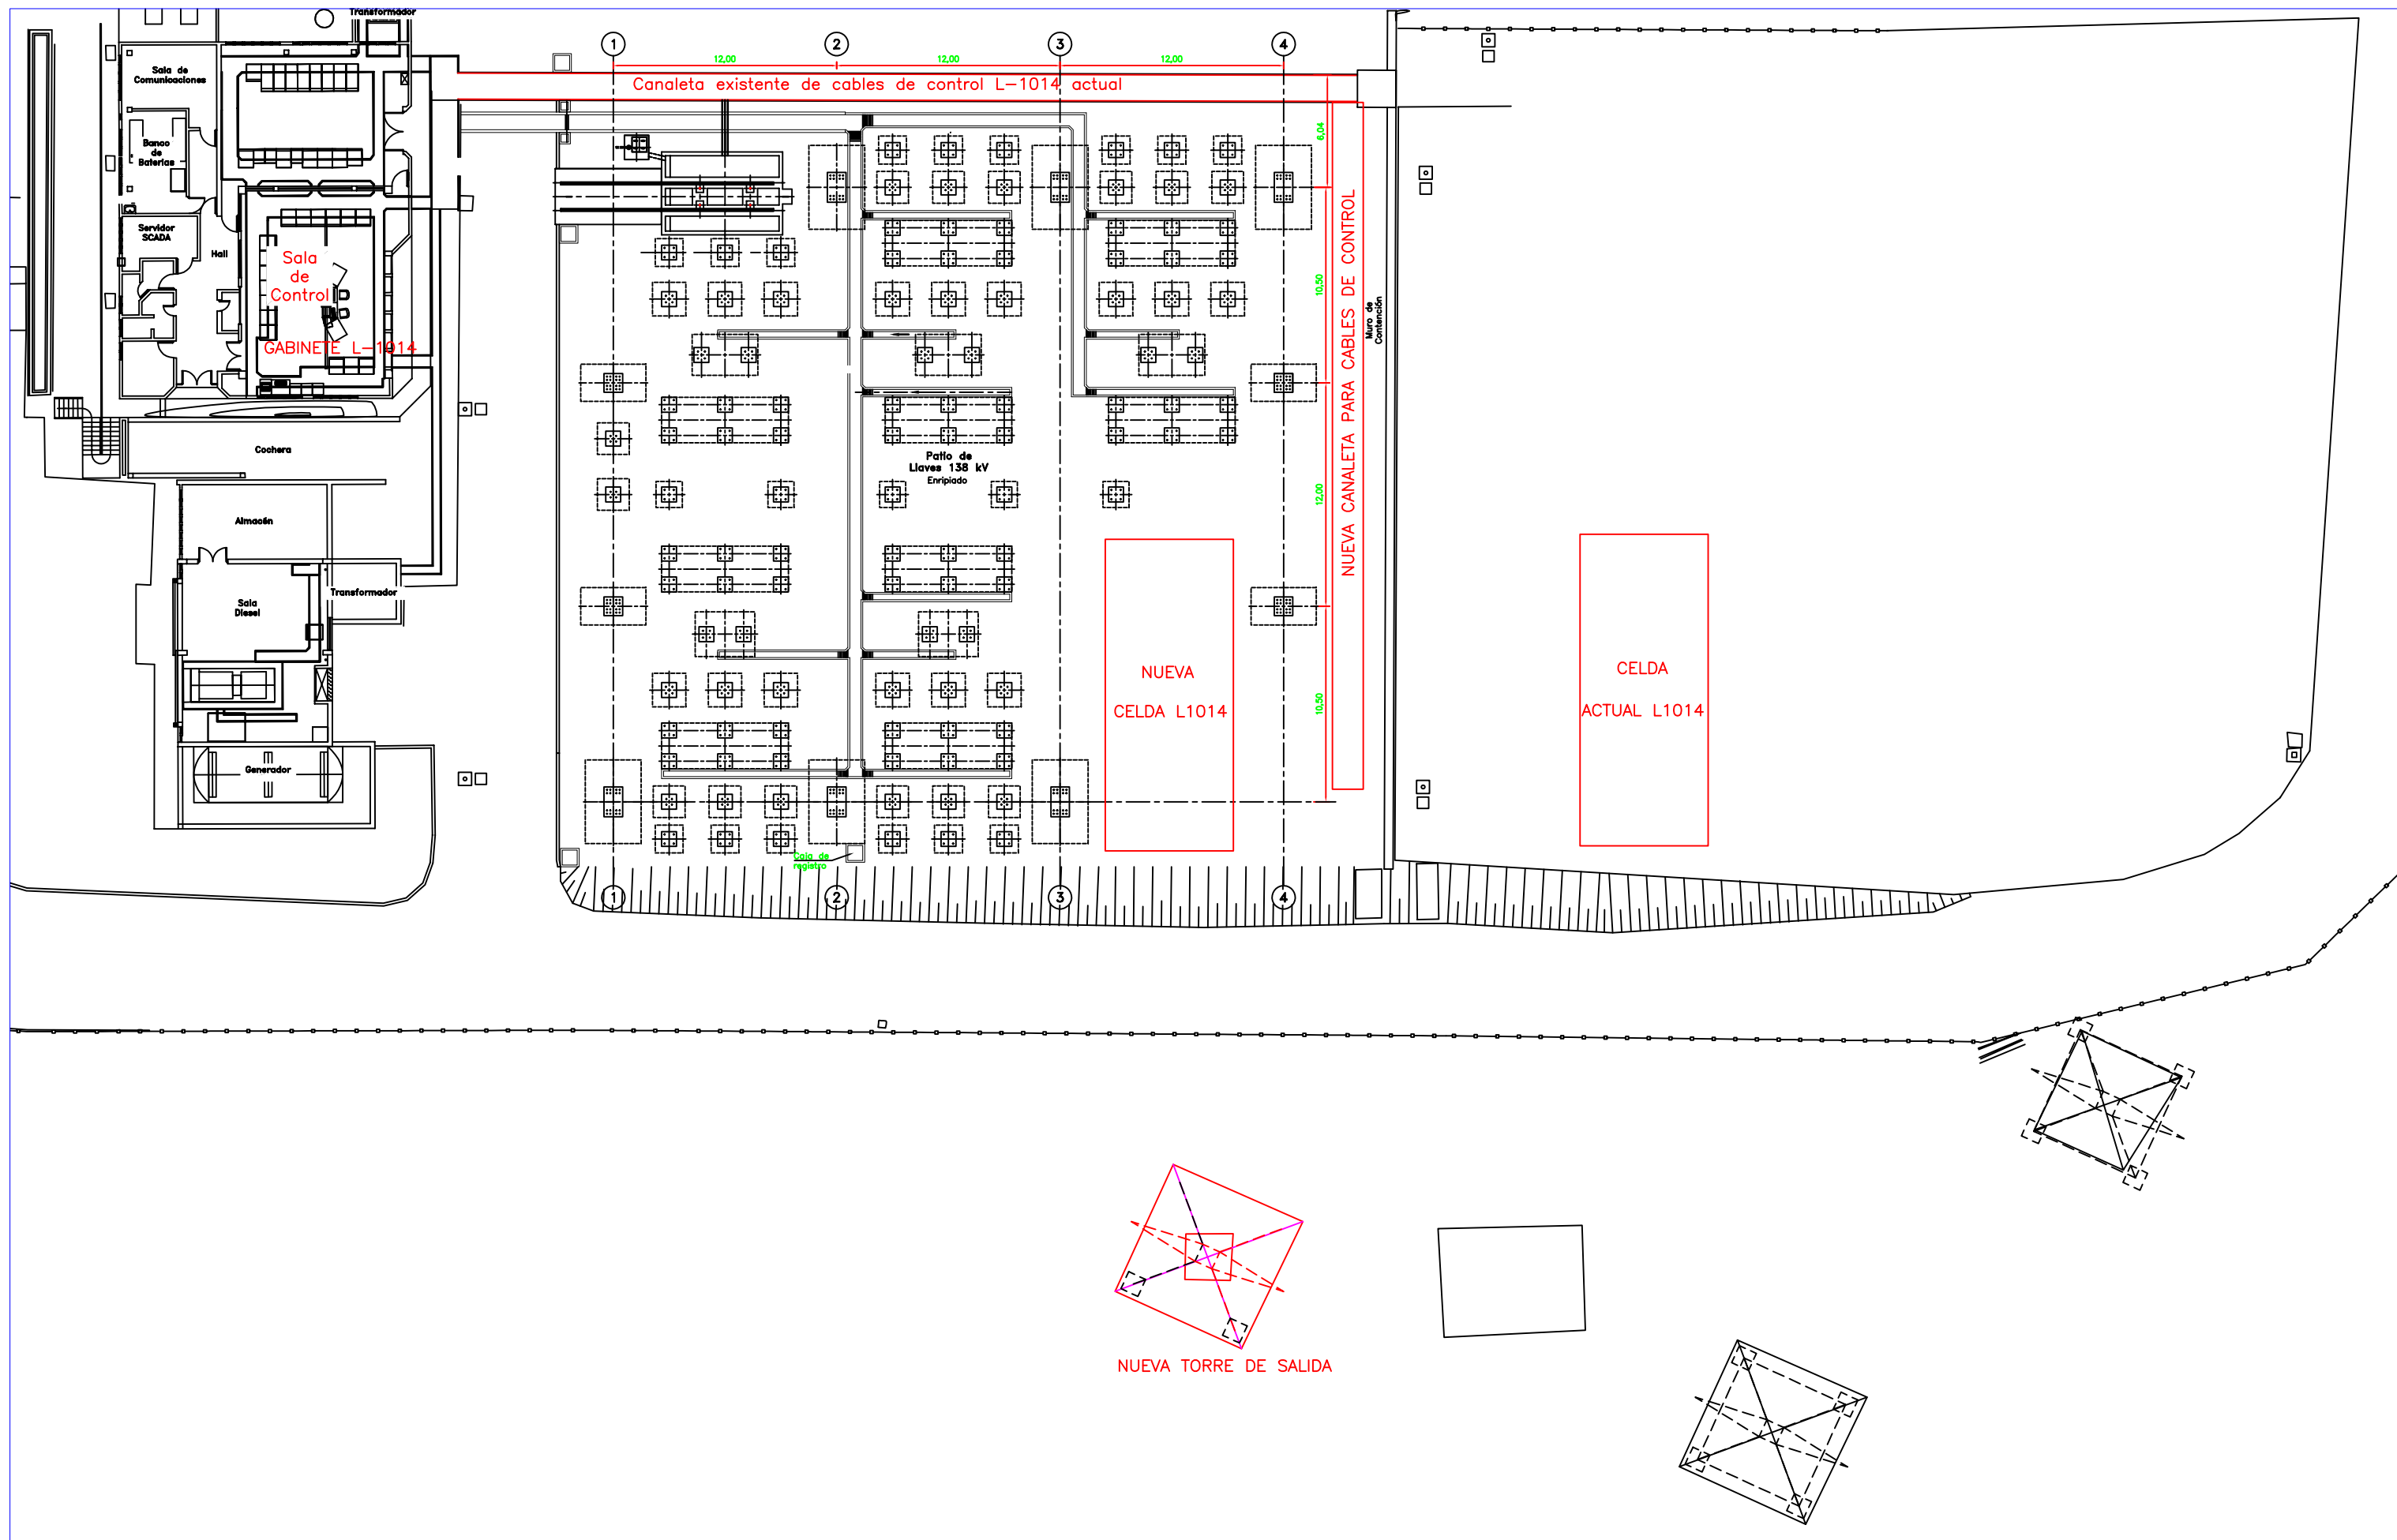 Transformador
1
2
3
4
12,00
12,00
12,00
Canaleta existente de cables de control L-1014 actual
Sala de
Comunicaciones
Banco
de
Baterías
Servidor
SCADA
Hall
Sala
de
Control
GABINETE L-1014
6,04
10,50
12,00
10,50
NUEVA CANALETA PARA CABLES DE CONTROL
Muro de
Contención
Cochera
Patio de
Llaves 138 kV
Enripiado
Almacén
Sala
Diesel
Transformador
Generador
NUEVA
CELDA L1014
CELDA
ACTUAL L1014
Caja de
registro
1
2
3
4
NUEVA TORRE DE SALIDA